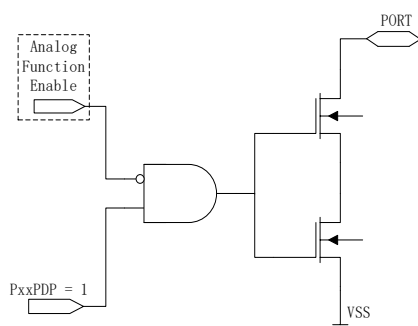 PORT
Analog
Function
Enable
PxxPDP = 1
VSS